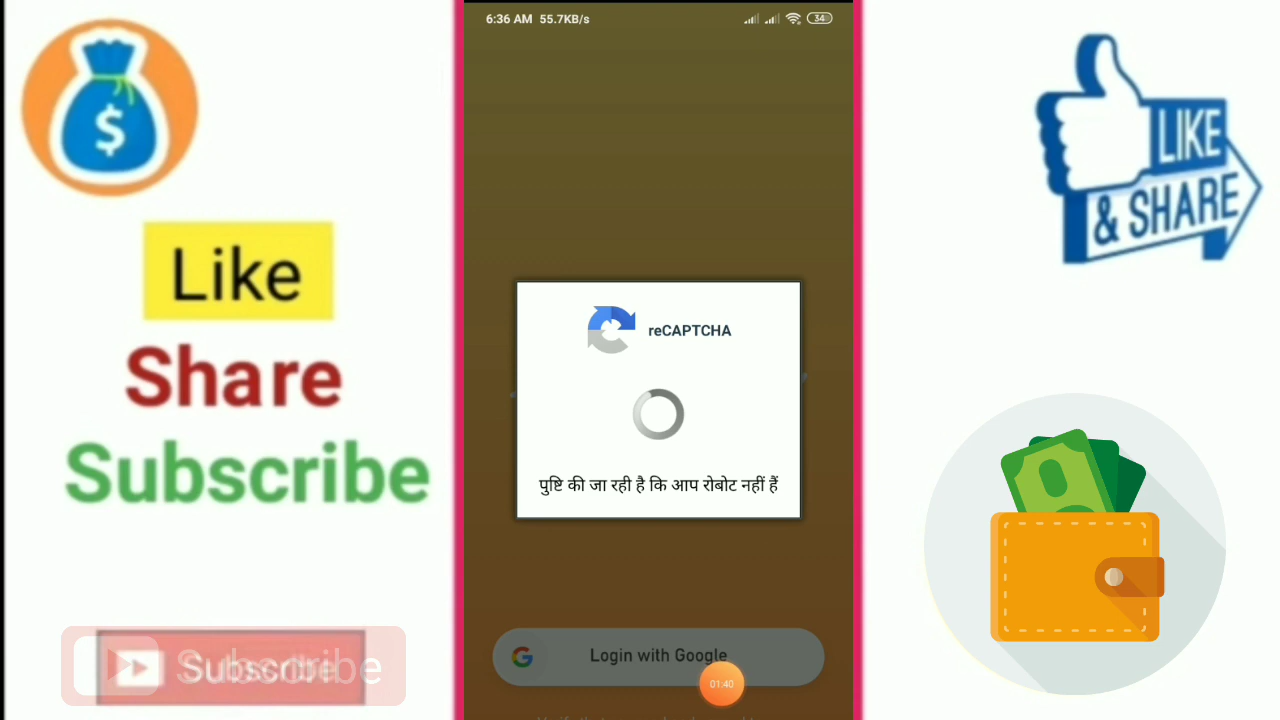 6:36 AM 55.7KB/s
34
$
Like
Share
Subscribe
Subscribe
LIKE
& SHARE
reCAPTCHA
पुष्टि की जा रही है कि आप रोबोट नहीं हैं
Login with Google
01:40